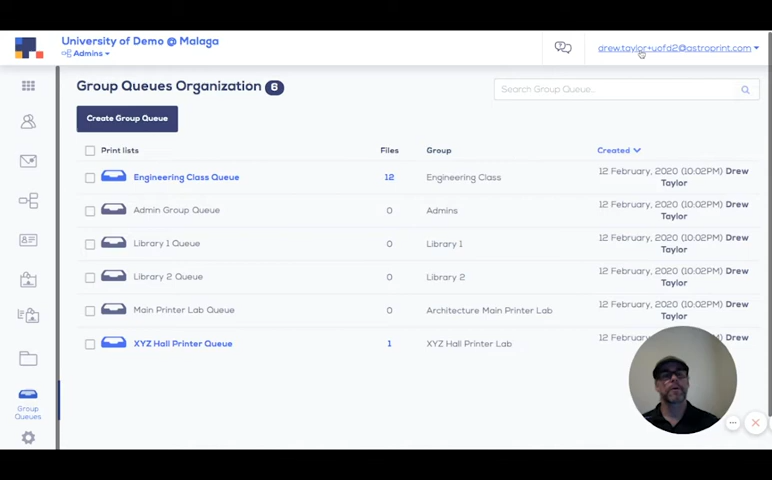 University of Demo @ Malaga
Admins
drew.taylor+uofd2@astroprint.com
Group Queues Organization 6
Search Group Queue..
Create Group Queue
Print lists Files Group Created
Engineering Class Queue 12 Engineering Class 12 February, 2020 (10:02PM) Drew Taylor
Admin Group Queue 0 Admins 12 February, 2020 (10:02PM) Drew Taylor
Library 1 Queue 0 Library 1 12 February, 2020 (10:02PM) Drew Taylor
Library 2 Queue 0 Library 2 12 February, 2020 (10:02PM) Drew Taylor
Main Printer Lab Queue 0 Architecture Main Printer Lab 12 February, 2020 (10:02PM) Drew Taylor
XYZ Hall Printer Queue 1 XYZ Hall Printer Lab 12 Drew
Group
Queues